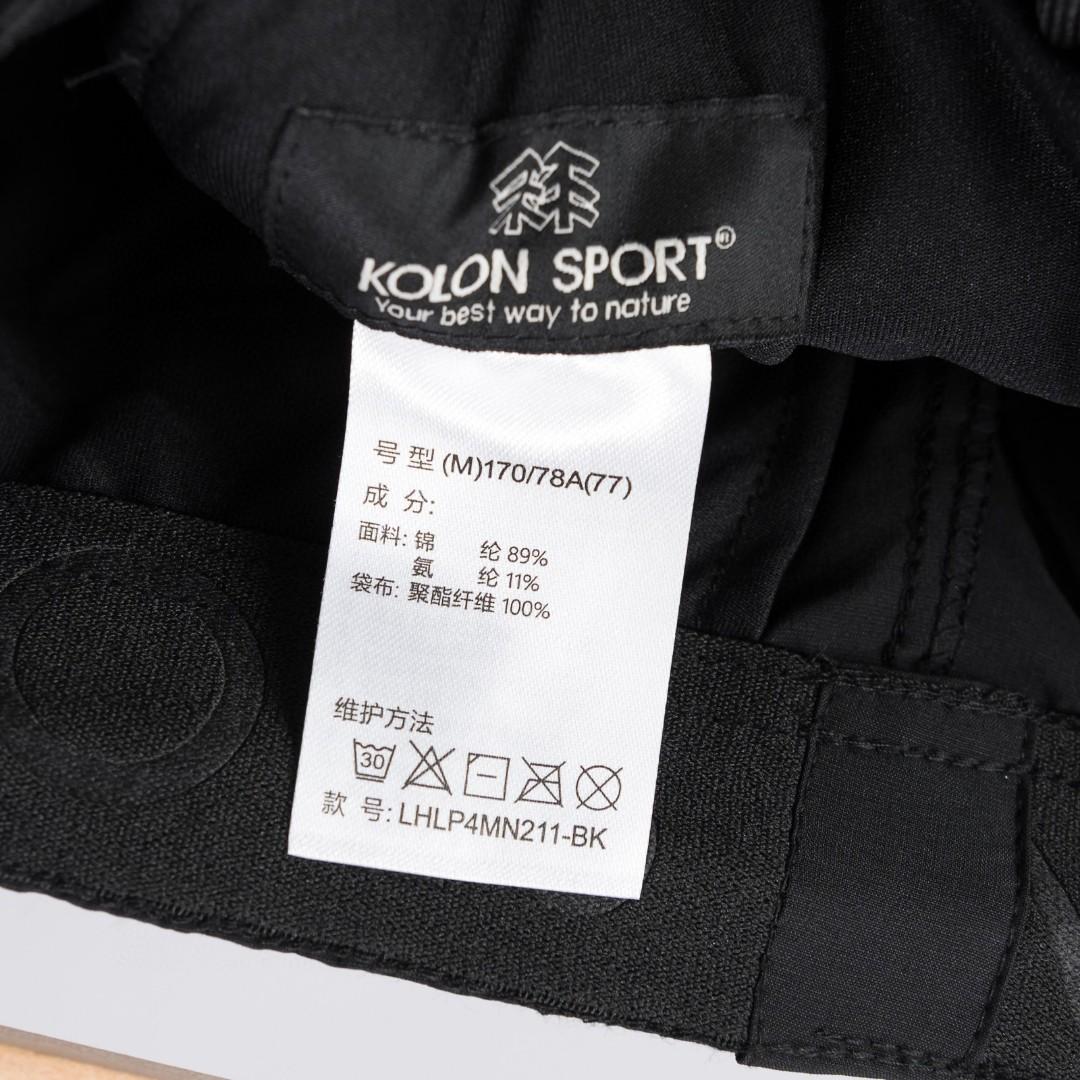 KOLON SPORT®
Your best way to nature
号型(M)170/78A(77)
成 分:
面料: 锦 纶 89%
氨 纶 11%
袋布: 聚酯纤维 100%
维护方法
30
款 号: LHLP4MN211-BK